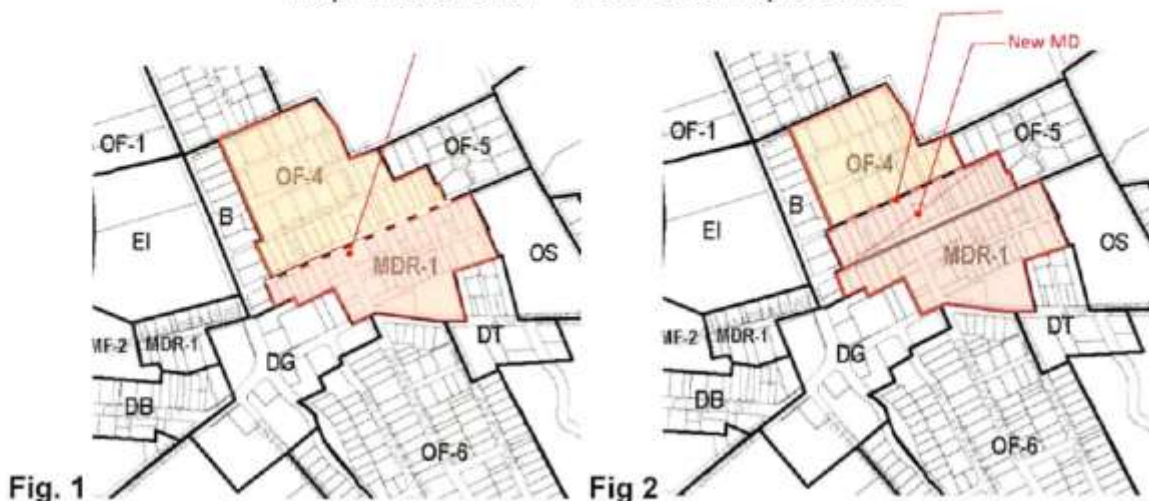 New MD
OF-1
OF-4
OF-5
B
EI
OS
MDR-1
MF-2
MDR-1
DG
DT
DB
OF-6
Fig. 1
OF-1
OF-4
OF-5
B
EI
OS
MDR-1
MF-2
MDR-1
DG
DT
DB
OF-6
Fig 2